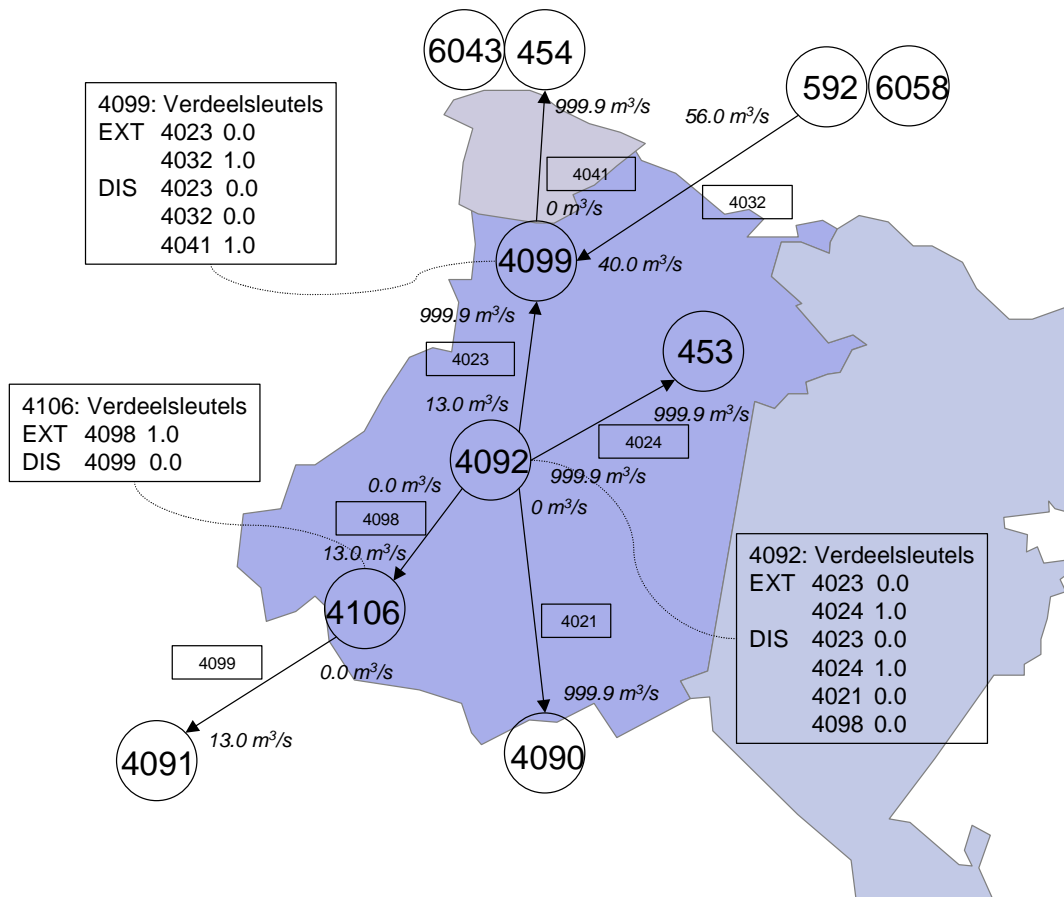 6043 454
592 6058
999.9 m³/s
56.0 m³/s
4099: Verdeelsleutels
EXT 4023 0.0
4032 1.0
DIS 4023 0.0
4032 0.0
4041 1.0
4041
4032
0 m³/s
4099
40.0 m³/s
999.9 m³/s
4023
453
13.0 m³/s
999.9 m³/s
4024
4106: Verdeelsleutels
EXT 4098 1.0
DIS 4099 0.0
4092
999.9 m³/s
0.0 m³/s
0 m³/s
4098
13.0 m³/s
4092: Verdeelsleutels
EXT 4023 0.0
4024 1.0
DIS 4023 0.0
4024 1.0
4021 0.0
4098 0.0
4106
4021
4099
0.0 m³/s
999.9 m³/s
13.0 m³/s
4091
4090